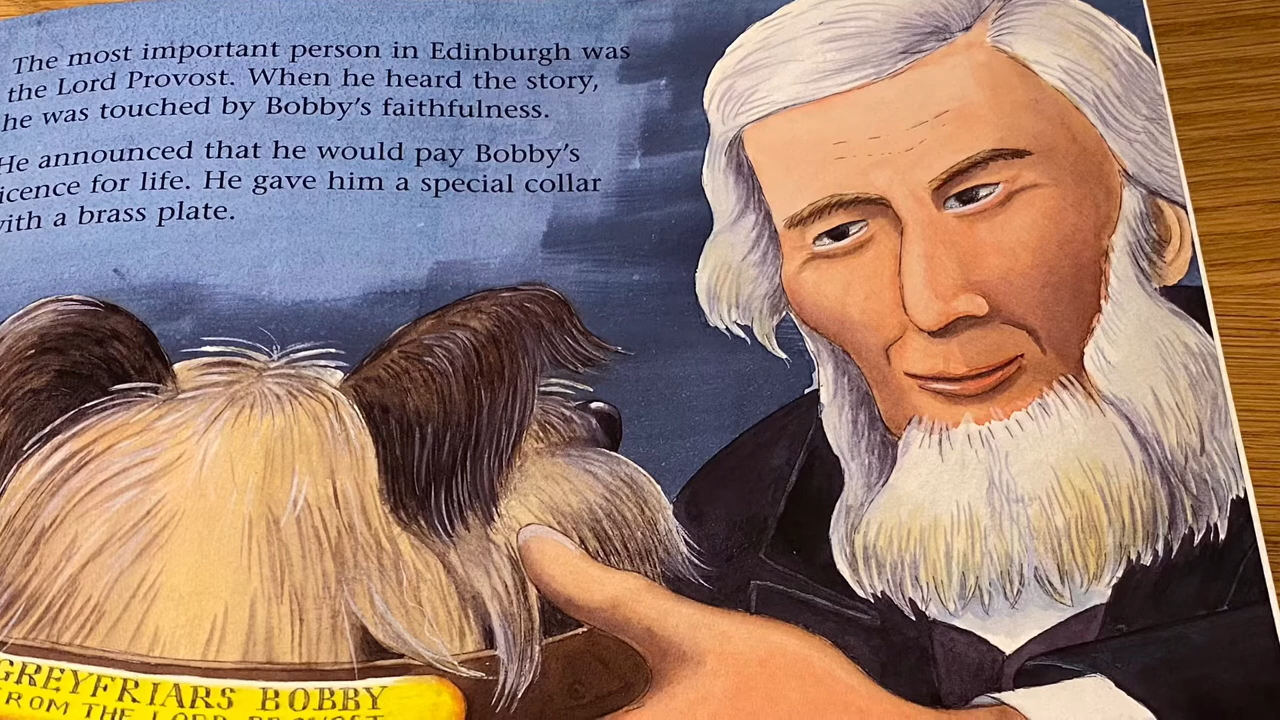 The most important person in Edinburgh was
the Lord Provost. When he heard the story,
he was touched by Bobby's faithfulness.
He announced that he would pay Bobby's
icence for life. He gave him a special collar
with a brass plate.
GREYFRIARS BOBBY
FROM THE LORD PROVOST